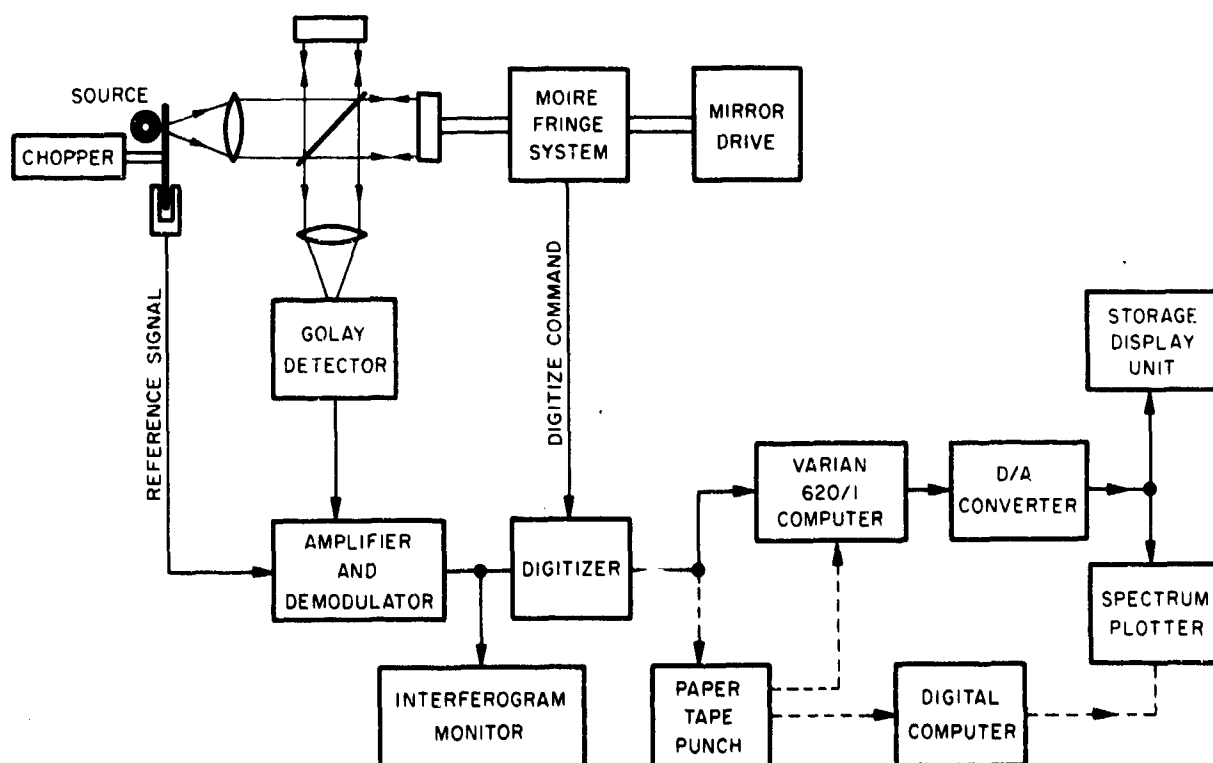 SOURCE
CHOPPER
MOIRE
FRINGE
SYSTEM
MIRROR
DRIVE
REFERENCE SIGNAL
GOLAY
DETECTOR
DIGITIZE COMMAND
STORAGE
DISPLAY
UNIT
VARIAN
620/I
COMPUTER
D/A
CONVERTER
AMPLIFIER
AND
DEMODULATOR
DIGITIZER
SPECTRUM
PLOTTER
INTERFEROGRAM
MONITOR
PAPER
TAPE
PUNCH
DIGITAL
COMPUTER